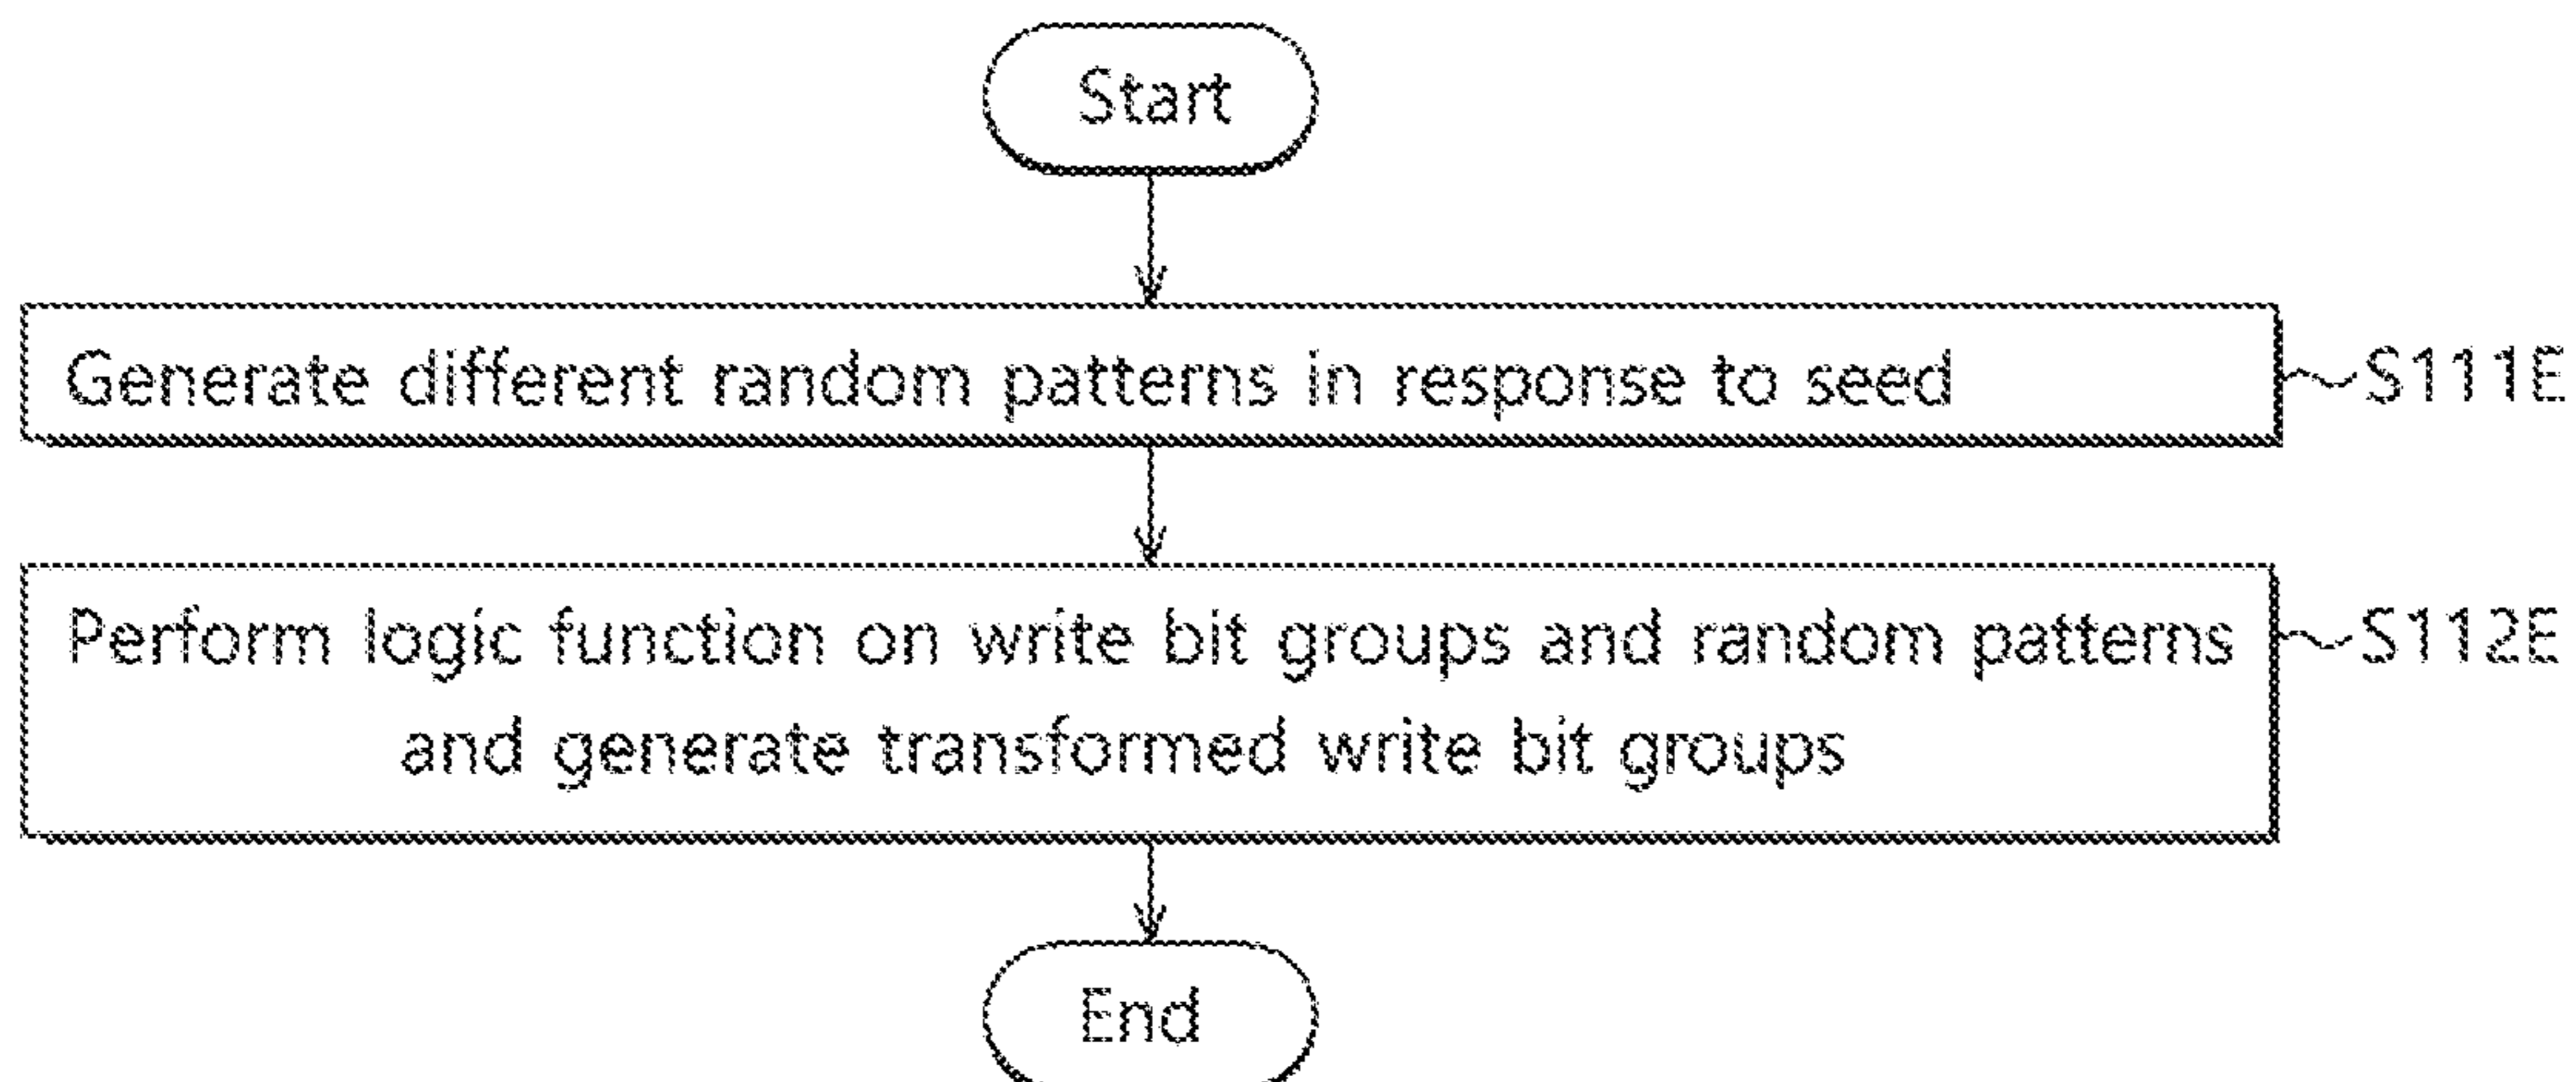 Start
Generate different random patterns in response to seed
S111E
Perform logic function on write bit groups and random patterns
S112E
and generate transformed write bit groups
End